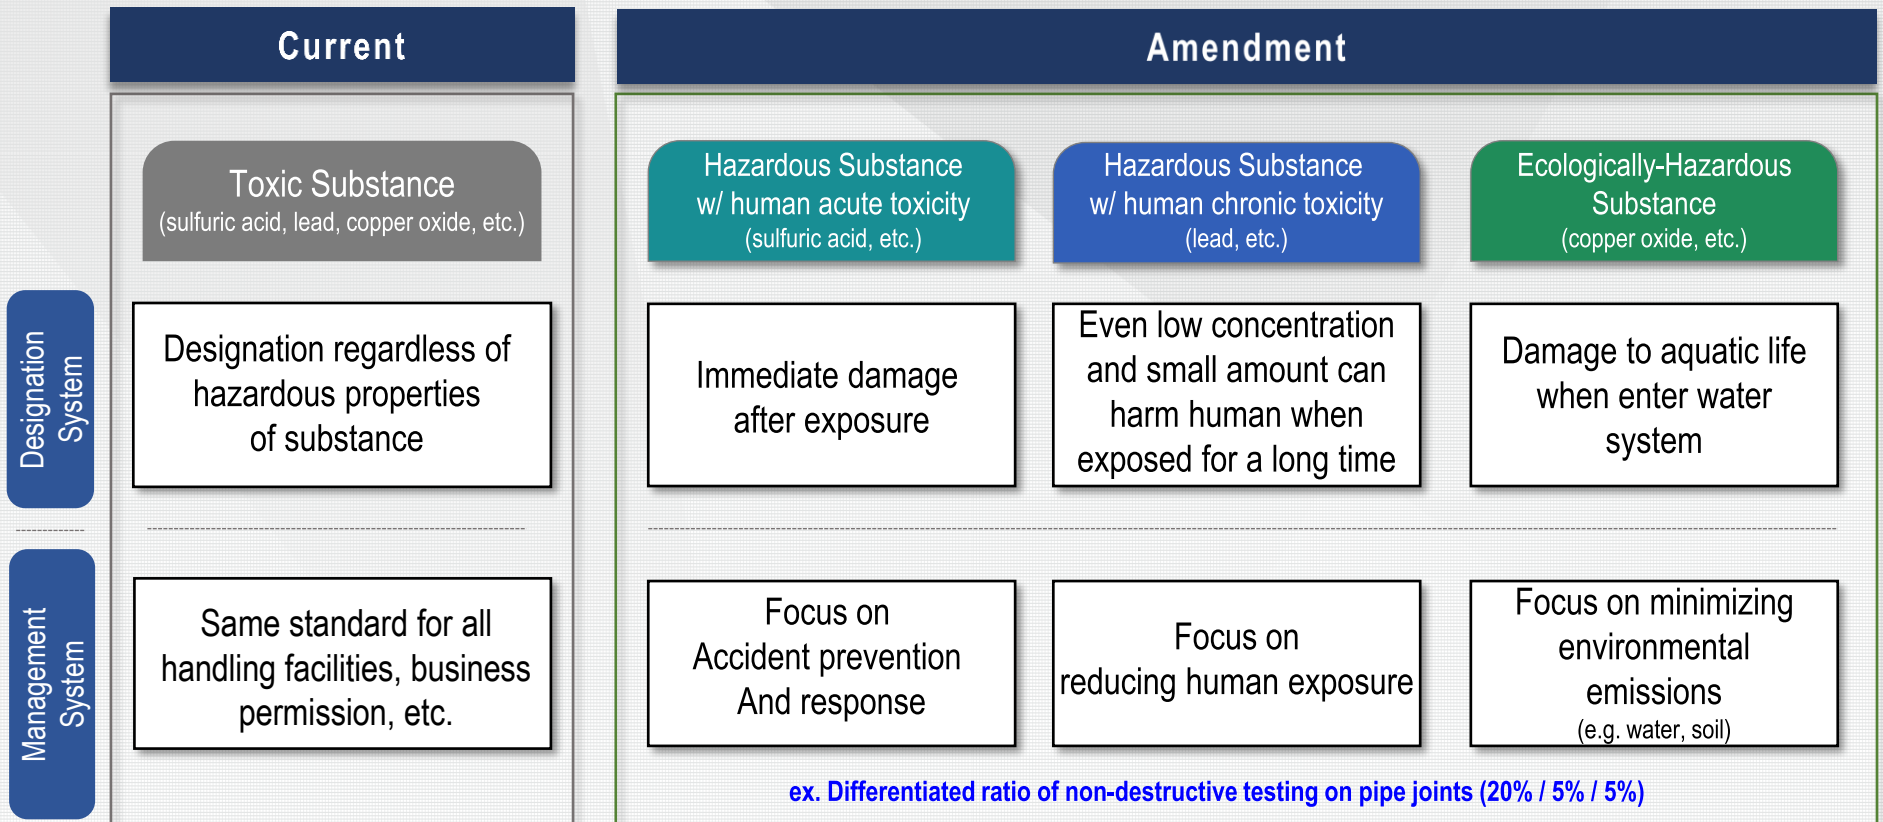 Current
Amendment
Toxic Substance
(sulfuric acid, lead, copper oxide, etc.)
Hazardous Substance
w/ human acute toxicity
(sulfuric acid, etc.)
Hazardous Substance
w/ human chronic toxicity
(lead, etc.)
Ecologically-Hazardous
Substance
(copper oxide, etc.)
Designation
System
Designation regardless of
hazardous properties
of substance
Immediate damage
after exposure
Even low concentration
and small amount can
harm human when
exposed for a long time
Damage to aquatic life
when enter water
system
Management
System
Same standard for all
handling facilities, business
permission, etc.
Focus on
Accident prevention
And response
Focus on
reducing human exposure
Focus on minimizing
environmental
emissions
(e.g. water, soil)
ex. Differentiated ratio of non-destructive testing on pipe joints (20% / 5% / 5%)